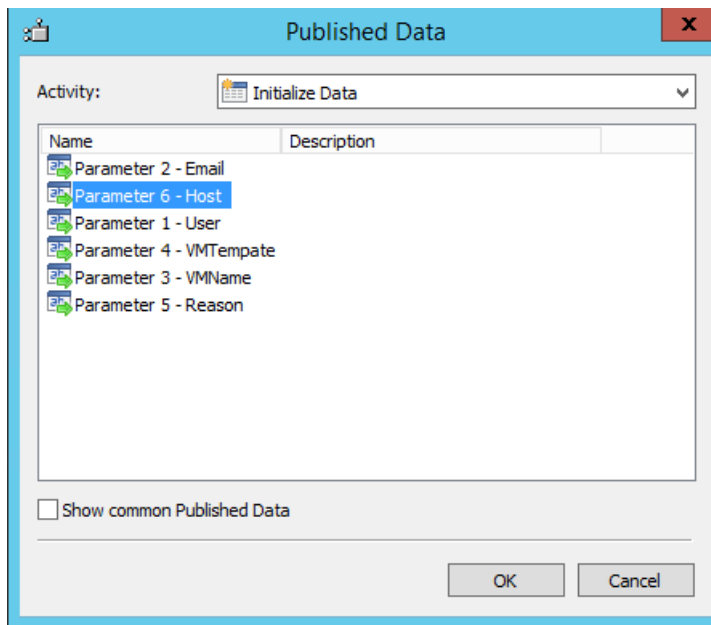 Published Data
x
Activity: Initialize Data
Name Description
Parameter 2 - Email
Parameter 6 - Host
Parameter 1 - User
Parameter 4 - VMTempate
Parameter 3 - VMName
Parameter 5 - Reason
Show common Published Data
OK Cancel